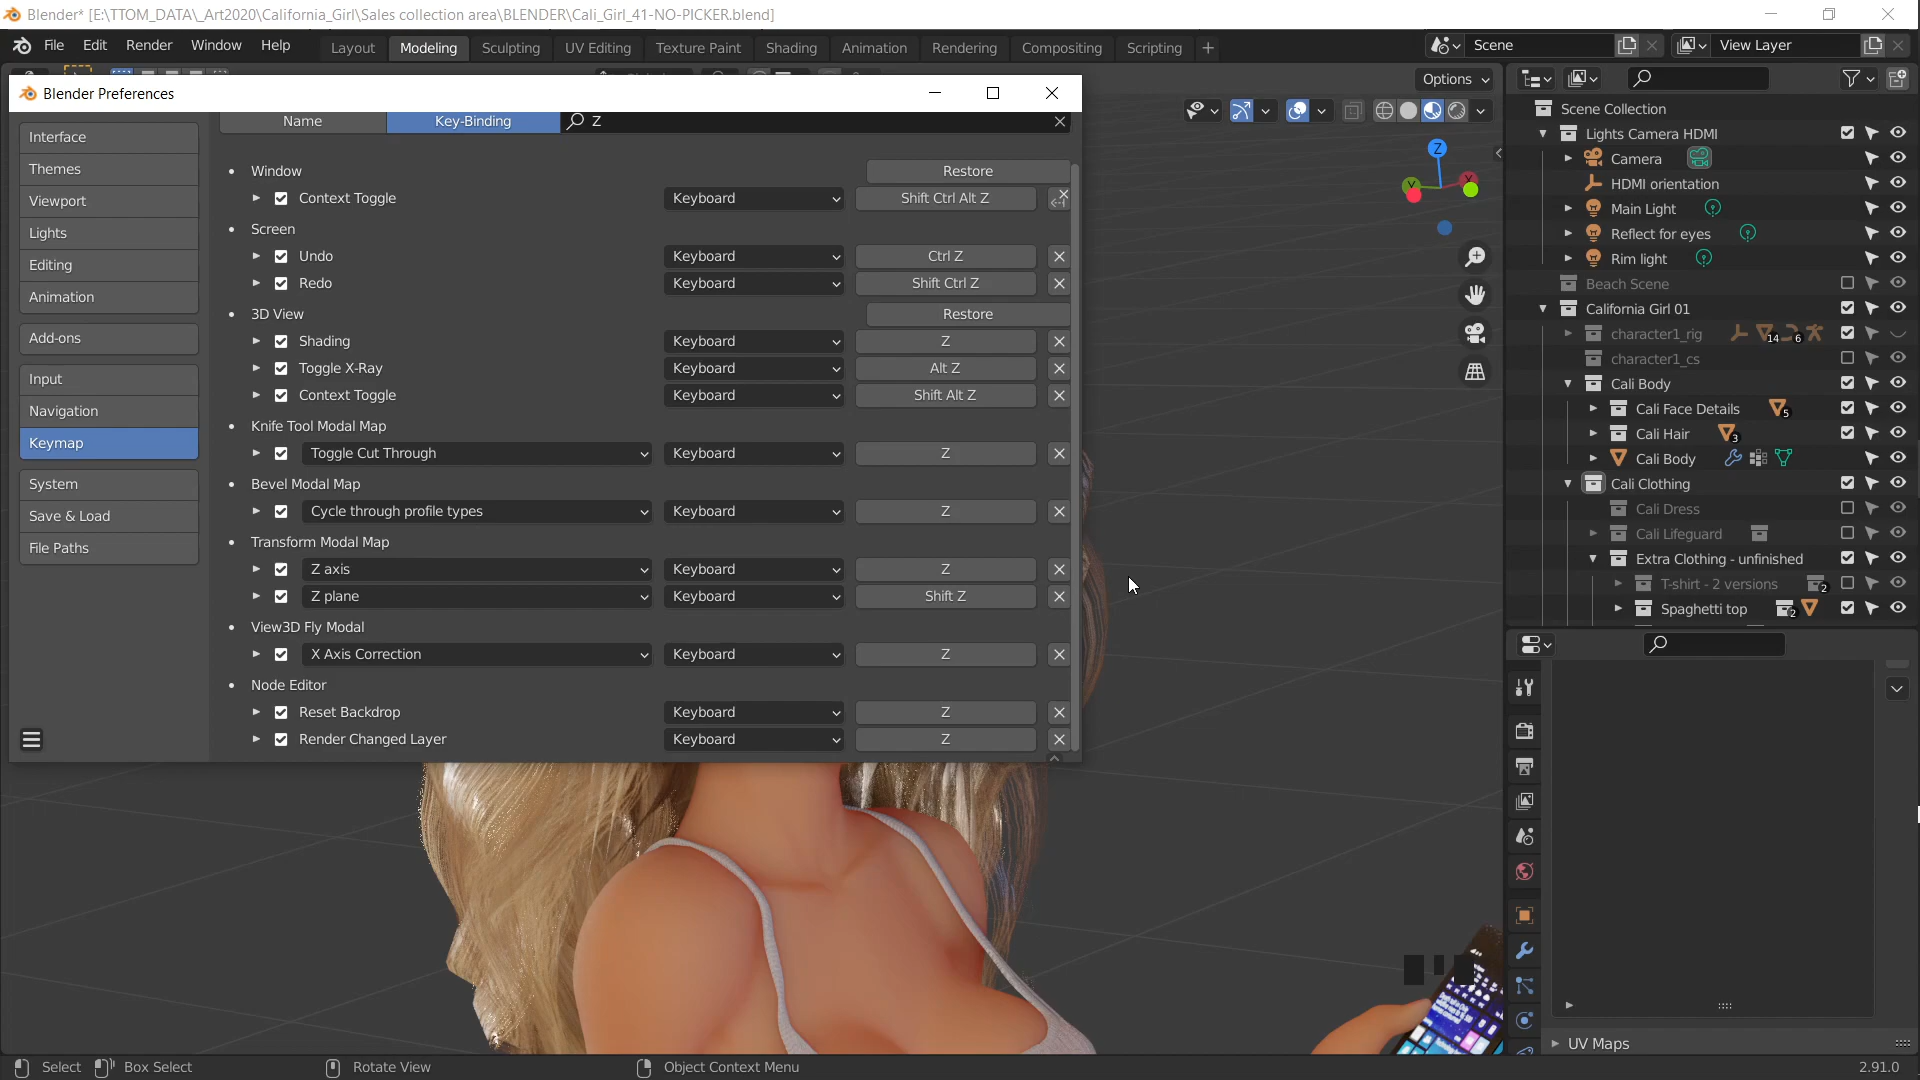 Blender* [E:\TTOM_DATA\_Art2020\California_Girl\Sales collection area\BLENDER\Cali_Girl_41-NO-PICKER.blend]
File Edit Render Window Help Layout Modeling Sculpting UV Editing Texture Paint Shading Animation Rendering Compositing Scripting + Scene View Layer
Options
Blender Preferences
Name Key-Binding Z
Interface
Themes
Viewport
Lights
Editing
Animation
Add-ons
Input
Navigation
Keymap
System
Save & Load
File Paths
Window Restore
Context Toggle Keyboard Shift Ctrl Alt Z
Screen
Undo Keyboard Ctrl Z
Redo Keyboard Shift Ctrl Z
3D View Restore
Shading Keyboard Z
Toggle X-Ray Keyboard Alt Z
Context Toggle Keyboard Shift Alt Z
Knife Tool Modal Map
Toggle Cut Through Keyboard Z
Bevel Modal Map
Cycle through profile types Keyboard Z
Transform Modal Map
Z axis Keyboard Z
Z plane Keyboard Shift Z
View3D Fly Modal
X Axis Correction Keyboard Z
Node Editor
Reset Backdrop Keyboard Z
Render Changed Layer Keyboard Z
Z
Y
Scene Collection
Lights Camera HDMI
Camera
HDMI orientation
Main Light
Reflect for eyes
Rim light
Beach Scene
California Girl 01
character1_rig 14 6
character1_cs
Cali Body
Cali Face Details 5
Cali Hair 3
Cali Body
Cali Clothing
Cali Dress
Cali Lifeguard
Extra Clothing - unfinished
T-shirt - 2 versions 2
Spaghetti top 2
UV Maps
Select Box Select Rotate View Object Context Menu 2.91.0